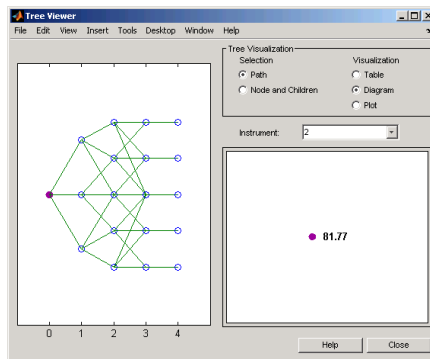 Tree Viewer
File Edit View Insert Tools Desktop Window Help
Tree Visualization
Selection
Visualization
Path
Table
Node and Children
Diagram
Plot
Instrument: 2
81.77
0 1 2 3 4
Help Close